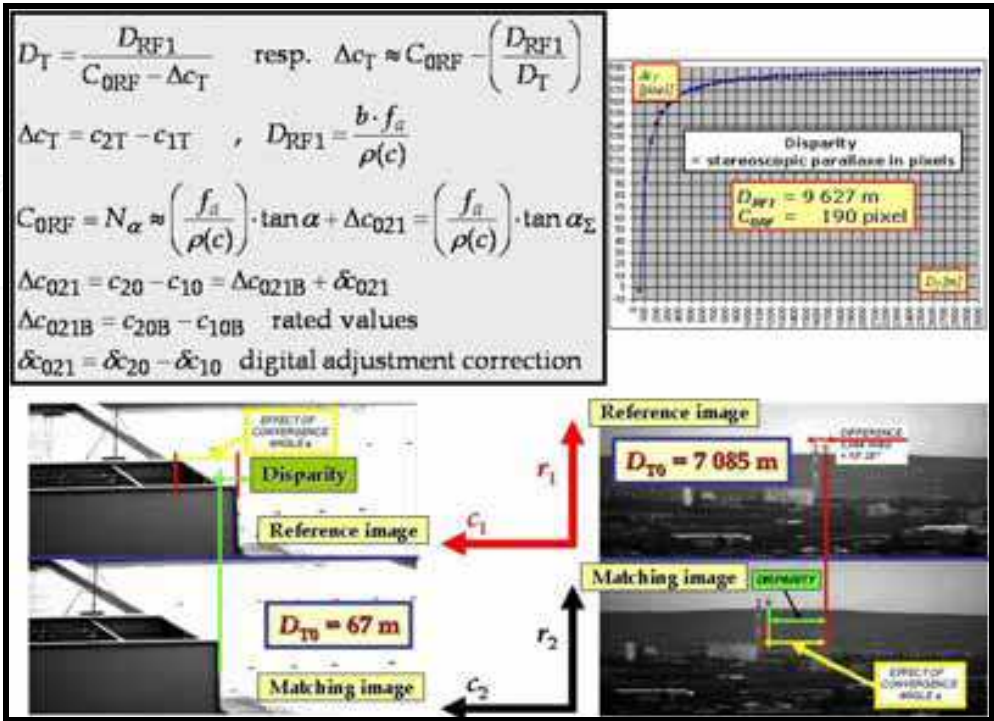 D_T = D_RF1 / (C_0RF − Δc_T) resp. Δc_T ≈ C_0RF − (D_RF1 / D_T)
Δc_T = c_2T − c_1T , D_RF1 = b · f_a / ρ(c)
C_0RF = N_α ≈ (f_a / ρ(c)) · tan α + Δc_021 = (f_a / ρ(c)) · tan α_Σ
Δc_021 = c_20 − c_10 = Δc_021B + δc_021
Δc_021B = c_20B − c_10B rated values
δc_021 = δc_20 − δc_10 digital adjustment correction
Δc_T
[pixel]
Disparity
= stereoscopic parallaxe in pixels
D_RF1 = 9 627 m
C_0RF = 190 pixel
D_T [m]
EFFECT OF
CONVERGENCE
ANGLE α
Disparity
Reference image
D_T0 = 67 m
Matching image
r_1
c_1
r_2
c_2
Reference image
D_T0 = 7 085 m
DIFFERENCE
Matching image
DISPARITY
EFFECT OF
CONVERGENCE
ANGLE α